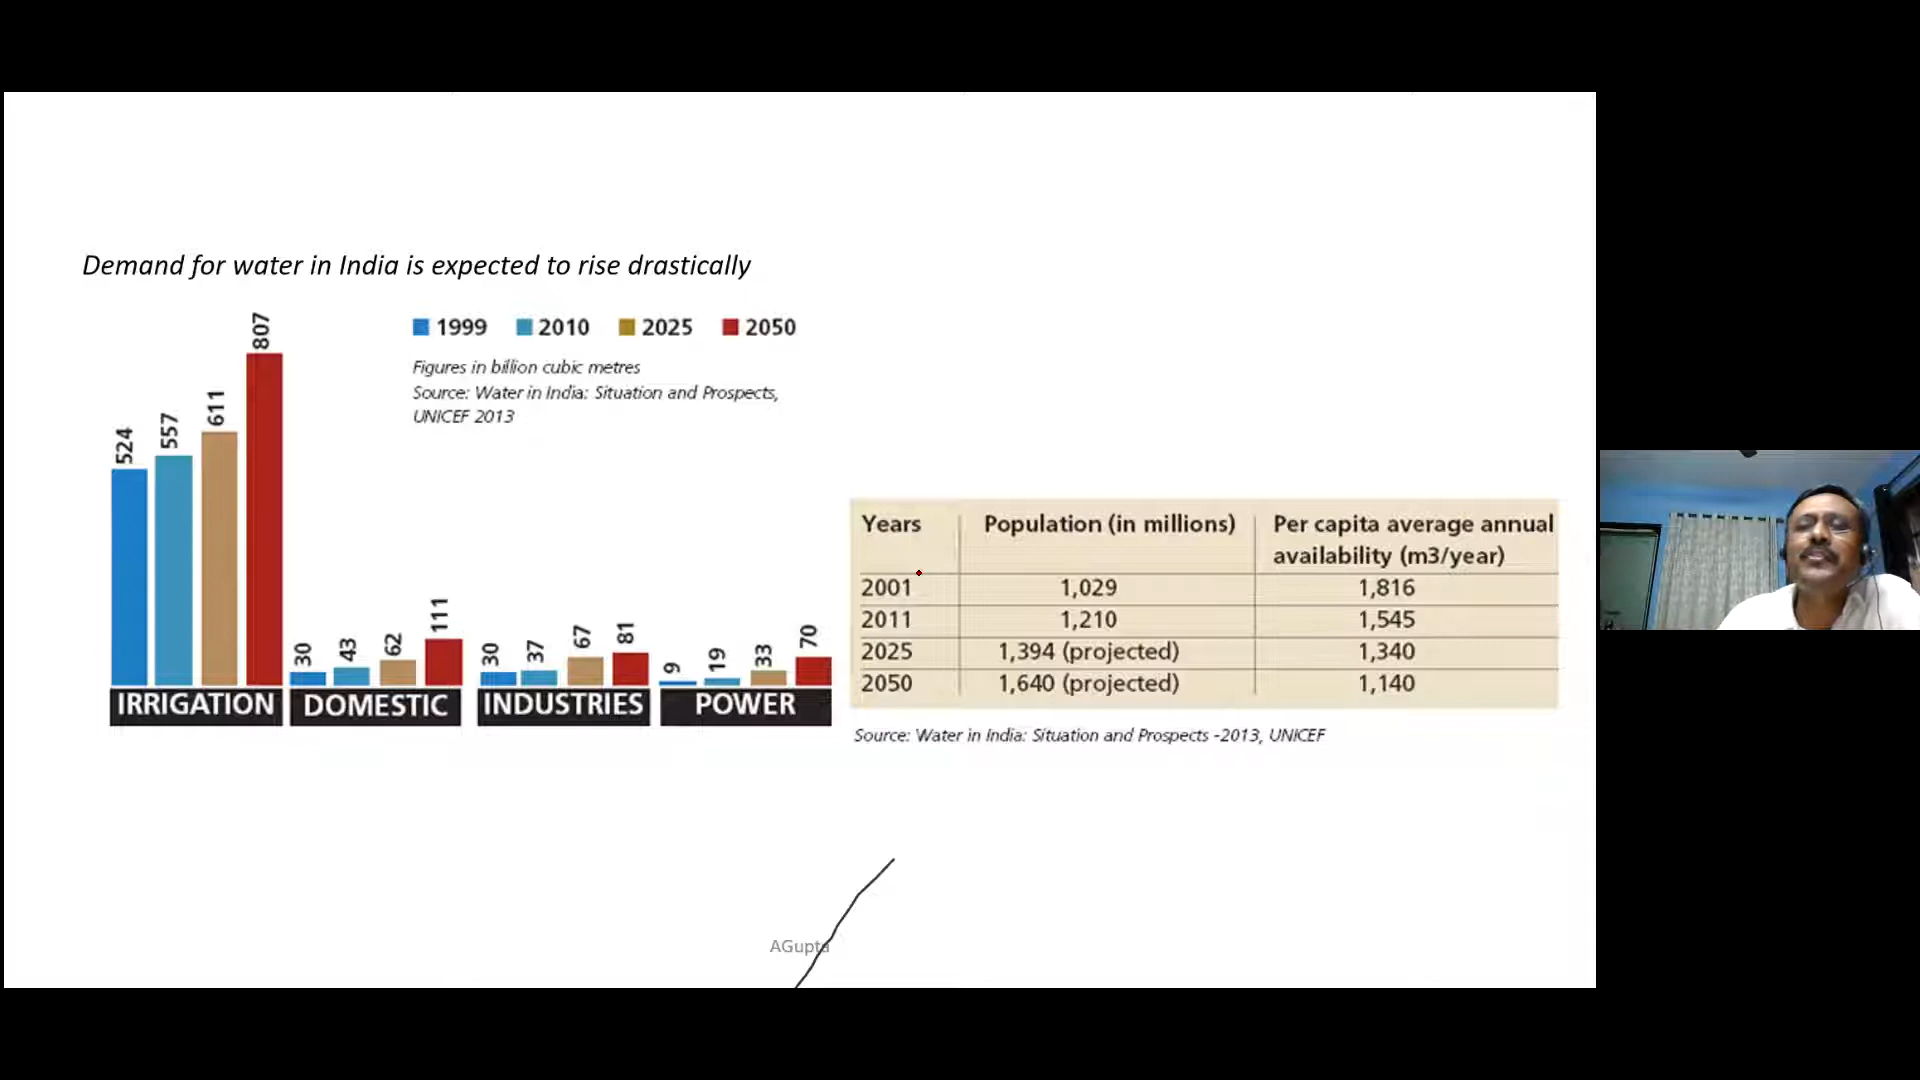 Demand for water in India is expected to rise drastically
1999 2010 2025 2050
Figures in billion cubic metres
Source: Water in India: Situation and Prospects,
UNICEF 2013
524 557 611 807
30 43 62 111
30 37 67 81
9 19 33 70
IRRIGATION DOMESTIC INDUSTRIES POWER
Years Population (in millions) Per capita average annual
availability (m3/year)
2001 1,029 1,816
2011 1,210 1,545
2025 1,394 (projected) 1,340
2050 1,640 (projected) 1,140
Source: Water in India: Situation and Prospects -2013, UNICEF
AGupta